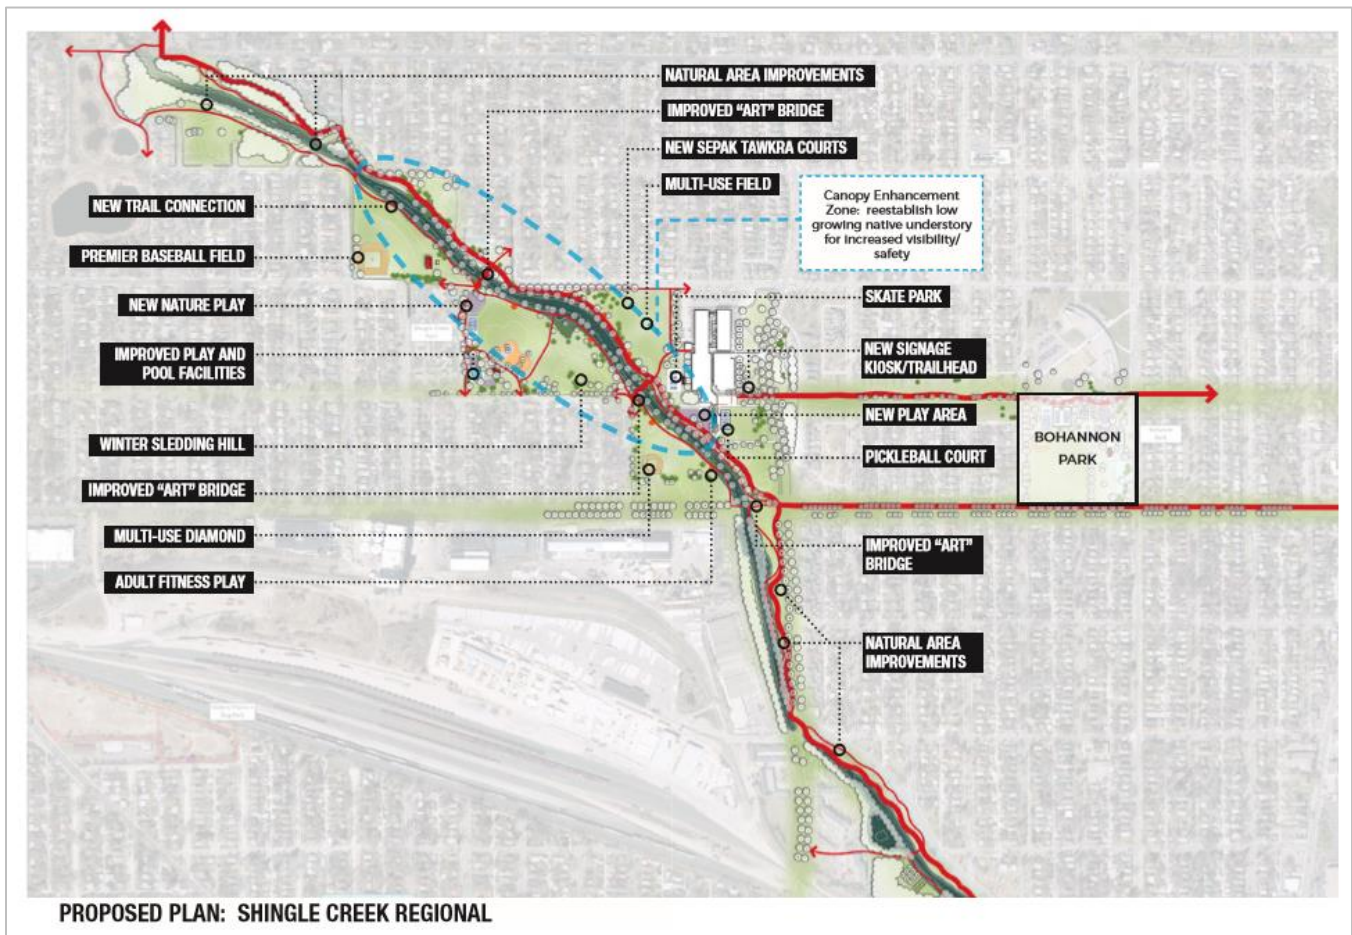 NATURAL AREA IMPROVEMENTS
IMPROVED “ART” BRIDGE
NEW SEPAK TAWKRA COURTS
MULTI-USE FIELD
Canopy Enhancement
Zone: reestablish low
growing native understory
for increased visibility/
safety
NEW TRAIL CONNECTION
PREMIER BASEBALL FIELD
NEW NATURE PLAY
IMPROVED PLAY AND
POOL FACILITIES
WINTER SLEDDING HILL
IMPROVED “ART” BRIDGE
MULTI-USE DIAMOND
ADULT FITNESS PLAY
SKATE PARK
NEW SIGNAGE
KIOSK/TRAILHEAD
NEW PLAY AREA
PICKLEBALL COURT
BOHANNON
PARK
IMPROVED “ART”
BRIDGE
NATURAL AREA
IMPROVEMENTS
PROPOSED PLAN: SHINGLE CREEK REGIONAL